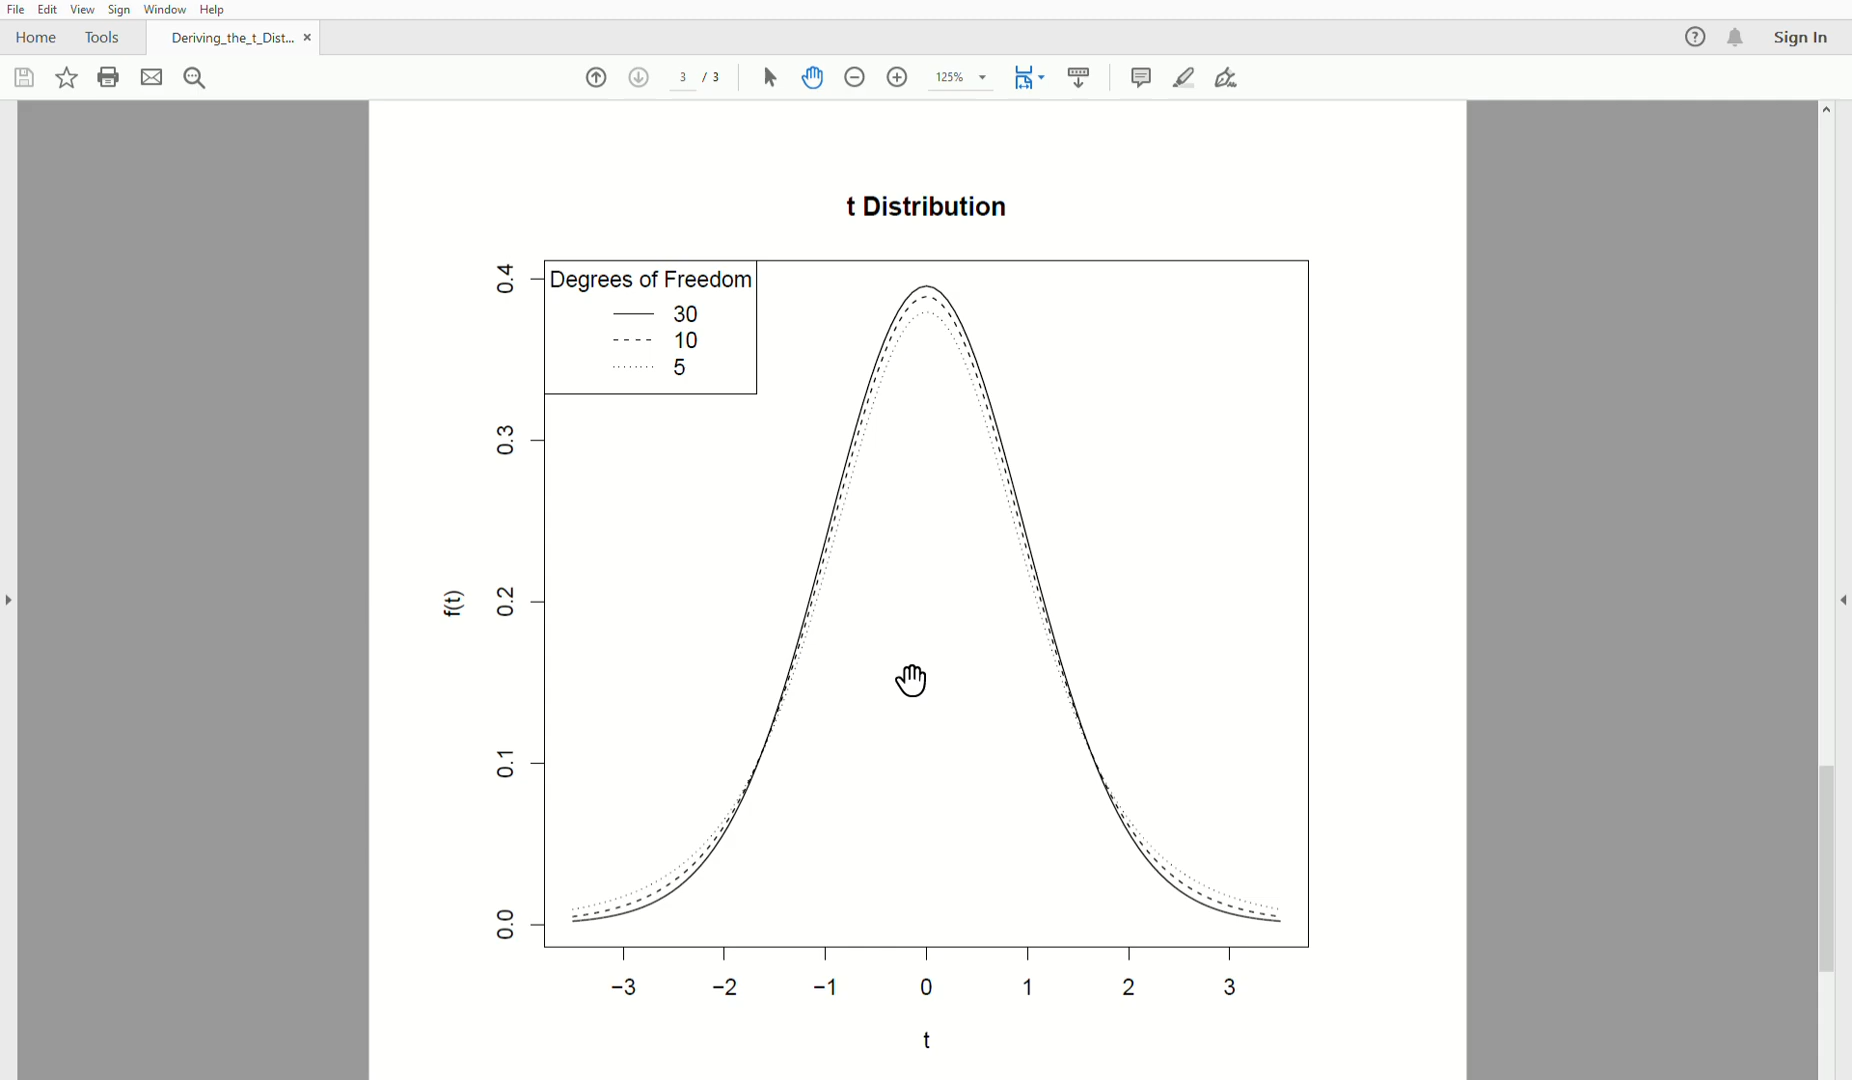 File Edit View Sign Window Help
Home Tools Deriving_the_t_Dist... × Sign In
3 / 3 125%
t Distribution
Degrees of Freedom
30
10
5
0.4
0.3
0.2
0.1
0.0
f(t)
−3 −2 −1 0 1 2 3
t